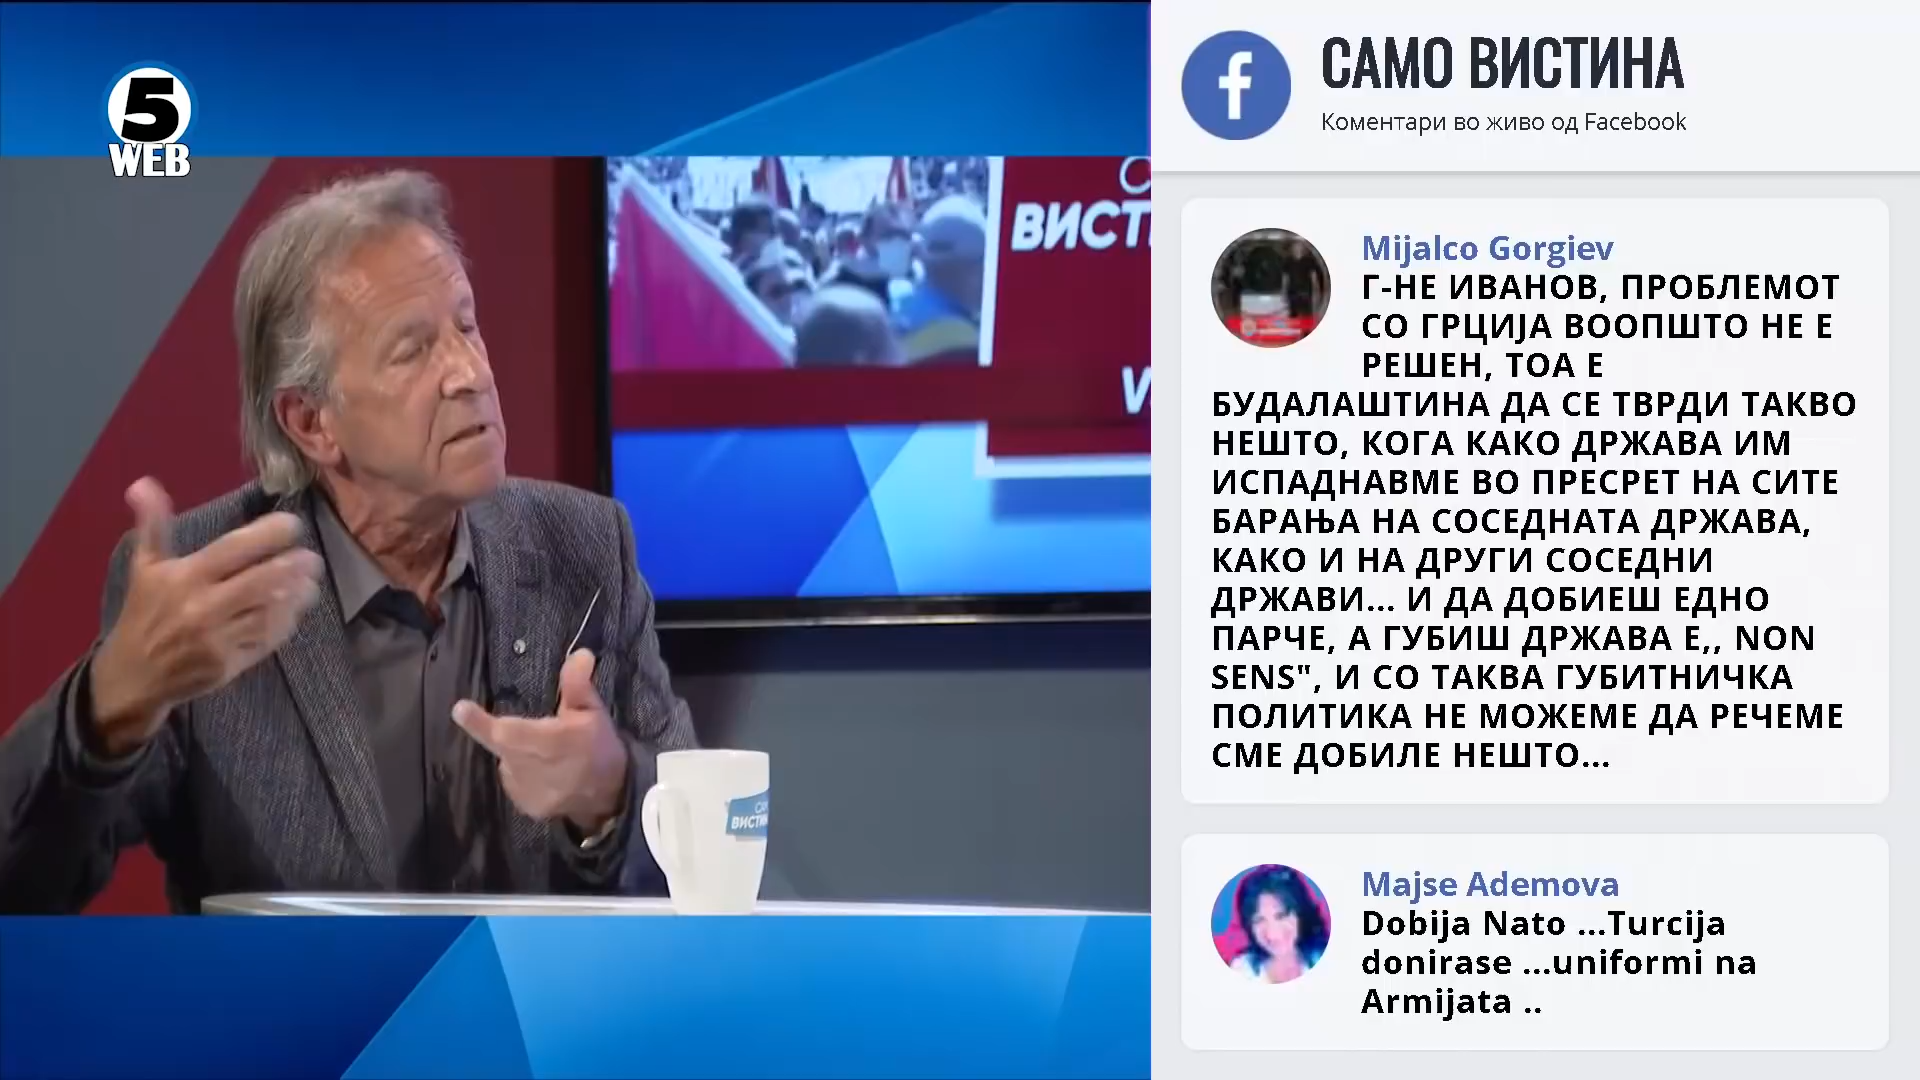 5
WEB
ВИСТ
САМО ВИСТИНА
Коментари во живо од Facebook
Mijalco Gorgiev
Г-НЕ ИВАНОВ, ПРОБЛЕМОТ
СО ГРЦИЈА ВООПШТО НЕ Е
РЕШЕН, ТОА Е
БУДАЛАШТИНА ДА СЕ ТВРДИ ТАКВО
НЕШТО, КОГА КАКО ДРЖАВА ИМ
ИСПАДНАВМЕ ВО ПРЕСРЕТ НА СИТЕ
БАРАЊА НА СОСЕДНАТА ДРЖАВА,
КАКО И НА ДРУГИ СОСЕДНИ
ДРЖАВИ... И ДА ДОБИЕШ ЕДНО
ПАРЧЕ, А ГУБИШ ДРЖАВА Е,, NON
SENS", И СО ТАКВА ГУБИТНИЧКА
ПОЛИТИКА НЕ МОЖЕМЕ ДА РЕЧЕМЕ
СМЕ ДОБИЛЕ НЕШТО...
Majse Ademova
Dobija Nato ...Turcija
donirase ...uniformi na
Armijata ..